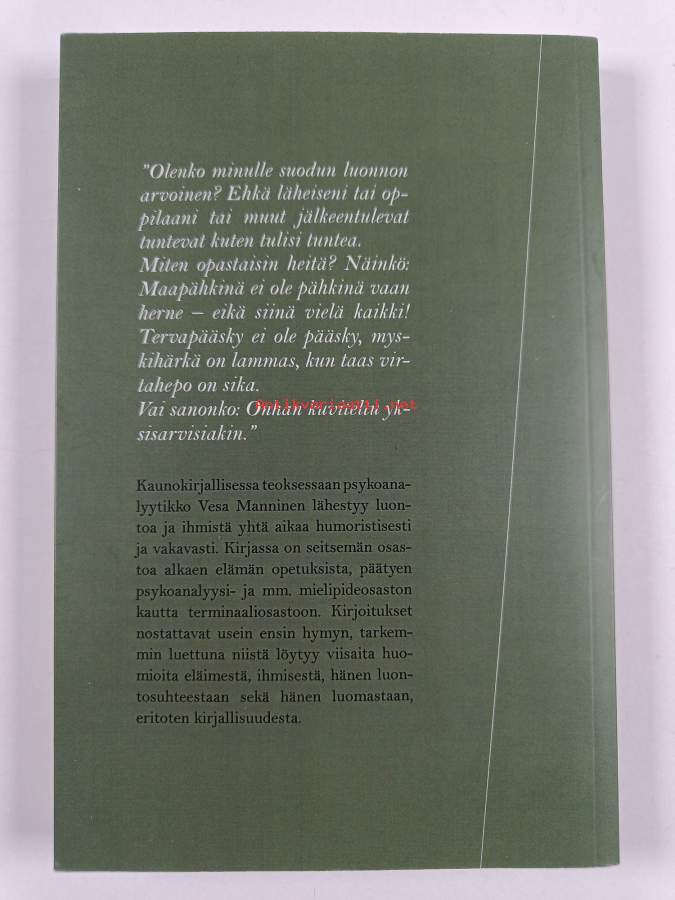 "Olenko minulle suodun luonnon
arvoinen? Ehkä läheiseni tai op-
pilaani tai muut jälkeentulevat
tuntevat kuten tulisi tuntea.
Miten opastaisin heitä? Näinkö:
Maapähkinä ei ole pähkinä vaan
herne – eikä siinä vielä kaikki!
Tervapääsky ei ole pääsky, mys-
kihärkä on lammas, kun taas vir-
tahepo on sika.
Antikvariaatti.net
Vai sanonko: Onhan kuviteltu yk-
sisarvisiakin."
Kaunokirjallisessa teoksessaan psykoana-
lyytikko Vesa Manninen lähestyy luon-
toa ja ihmistä yhtä aikaa humoristisesti
ja vakavasti. Kirjassa on seitsemän osas-
toa alkaen elämän opetuksista, päätyen
psykoanalyysi- ja mm. mielipideosaston
kautta terminaaliosastoon. Kirjoitukset
nostattavat usein ensin hymyn, tarkem-
min luettuna niistä löytyy viisaita huo-
mioita eläimestä, ihmisestä, hänen luon-
tosuhteestaan sekä hänen luomastaan,
eritoten kirjallisuudesta.